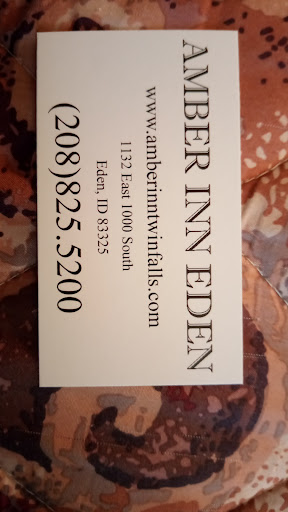 AMBER INN EDEN
www.amberinntwinfalls.com
1132 East 1000 South
Eden, ID 83325
(208)825.5200